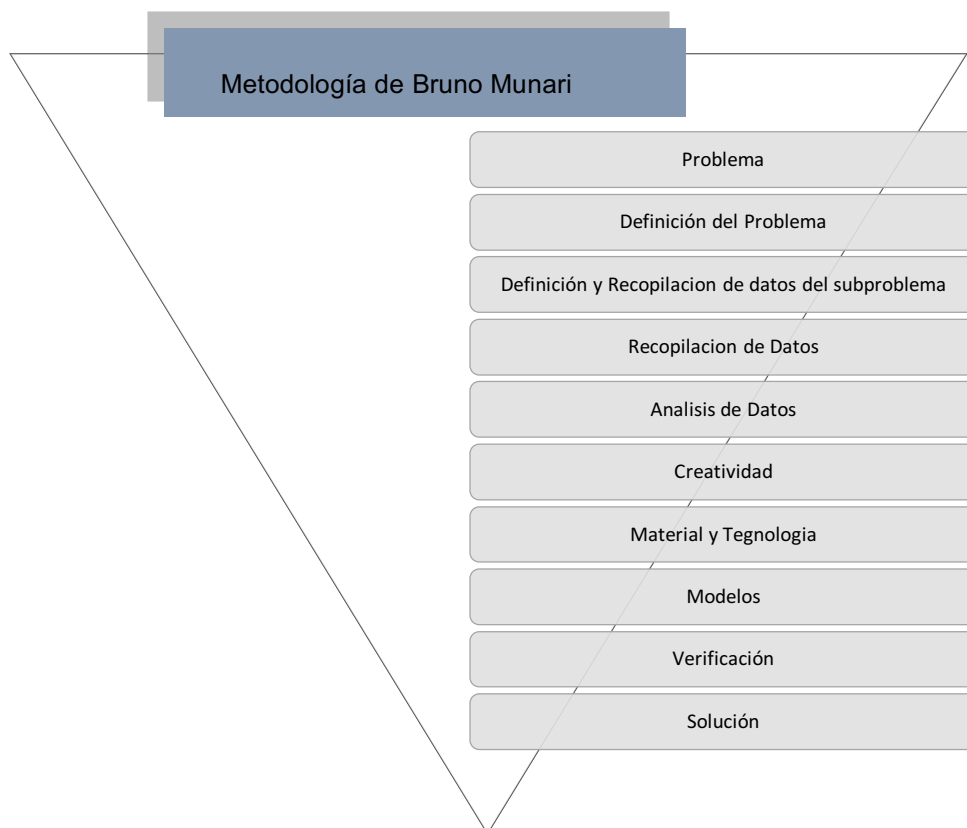 Metodología de Bruno Munari
Problema
Definición del Problema
Definición y Recopilacion de datos del subproblema
Recopilacion de Datos
Analisis de Datos
Creatividad
Material y Tegnologia
Modelos
Verificación
Solución